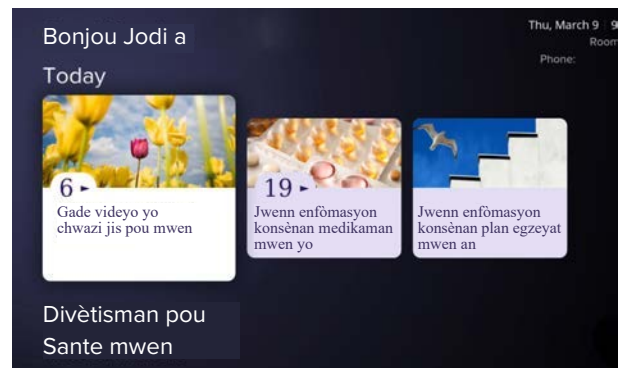 Bonjou Jodi a
Thu, March 9 9
Room
Phone:
Today
6
Gade videyo yo
chwazi jis pou mwen
19
Jwenn enfòmasyon
konsènan medikaman
mwen yo
Jwenn enfòmasyon
konsènan plan egzeyat
mwen an
Divètisman pou
Sante mwen